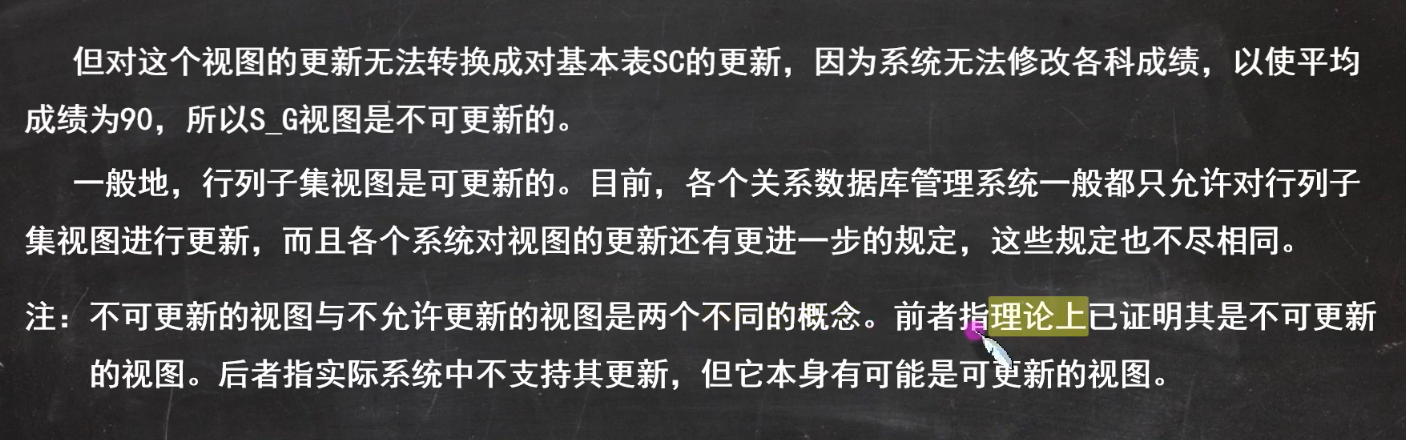 但对这个视图的更新无法转换成对基本表SC的更新，因为系统无法修改各科成绩，以使平均
成绩为90，所以S_G视图是不可更新的。
一般地，行列子集视图是可更新的。目前，各个关系数据库管理系统一般都只允许对行列子
集视图进行更新，而且各个系统对视图的更新还有更进一步的规定，这些规定也不尽相同。
注：不可更新的视图与不允许更新的视图是两个不同的概念。前者指理论上已证明其是不可更新
的视图。后者指实际系统中不支持其更新，但它本身有可能是可更新的视图。